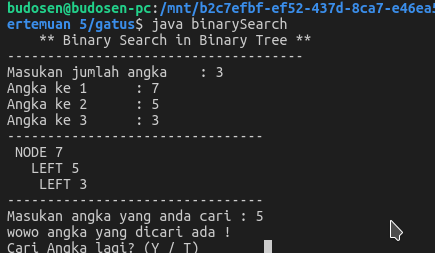 budosen@budosen-pc:/mnt/b2c7efbf-ef52-437d-8ca7-e46ea5
ertemuan 5/gatus$ java binarySearch
** Binary Search in Binary Tree **
-------------------------------------
Masukan jumlah angka    : 3
Angka ke 1      : 7
Angka ke 2      : 5
Angka ke 3      : 3
--------------------------------
NODE 7
LEFT 5
LEFT 3
--------------------------------
Masukan angka yang anda cari : 5
wowo angka yang dicari ada !
Cari Angka lagi? (Y / T)